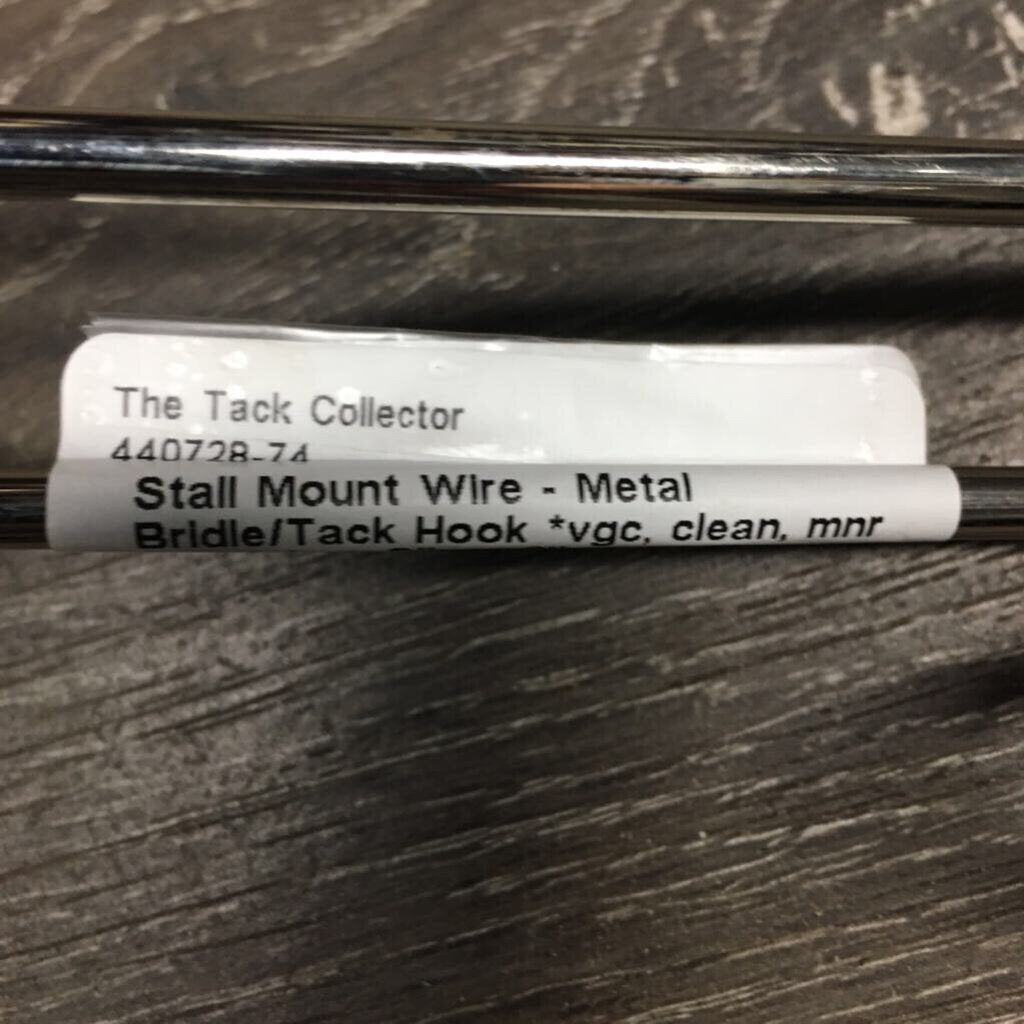 The Tack Collector
440728-74
Stall Mount Wire - Metal
Bridle/Tack Hook *vgc, clean, mnr